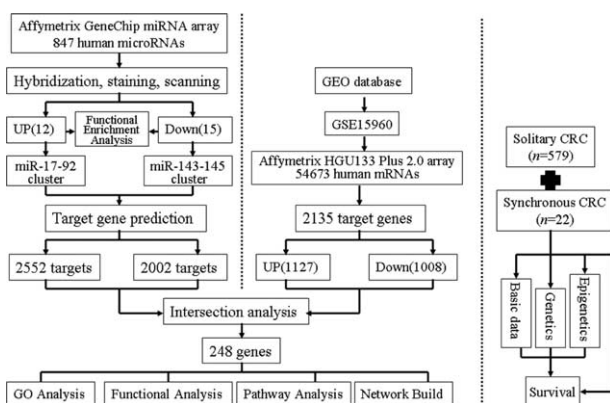 Affymetrix GeneChip miRNA array
847 human microRNAs
Hybridization, staining, scanning
UP(12)
Functional
Enrichment
Analysis
Down(15)
miR-17-92
cluster
miR-143-145
cluster
Target gene prediction
2552 targets
2002 targets
GEO database
GSE15960
Affymetrix HGU133 Plus 2.0 array
54673 human mRNAs
2135 target genes
UP(1127)
Down(1008)
Intersection analysis
248 genes
GO Analysis
Functional Analysis
Pathway Analysis
Network Build
Solitary CRC
(n=579)
Synchronous CRC
(n=22)
Basic data
Genetics
Epigenetics
Survival